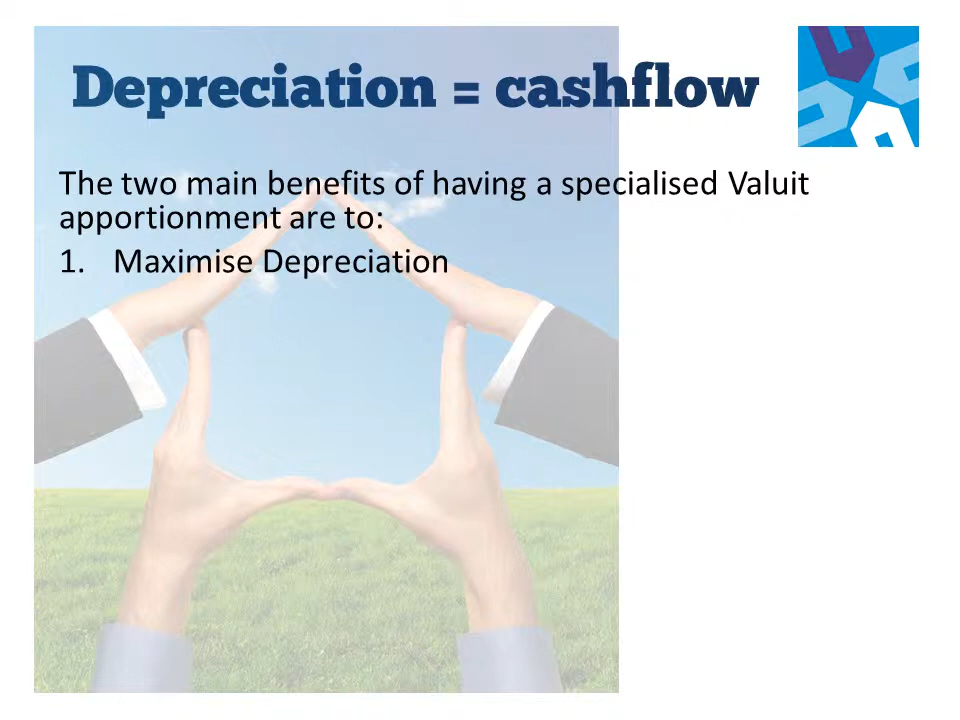 Depreciation = cashflow
The two main benefits of having a specialised Valuit
apportionment are to:
1. Maximise Depreciation